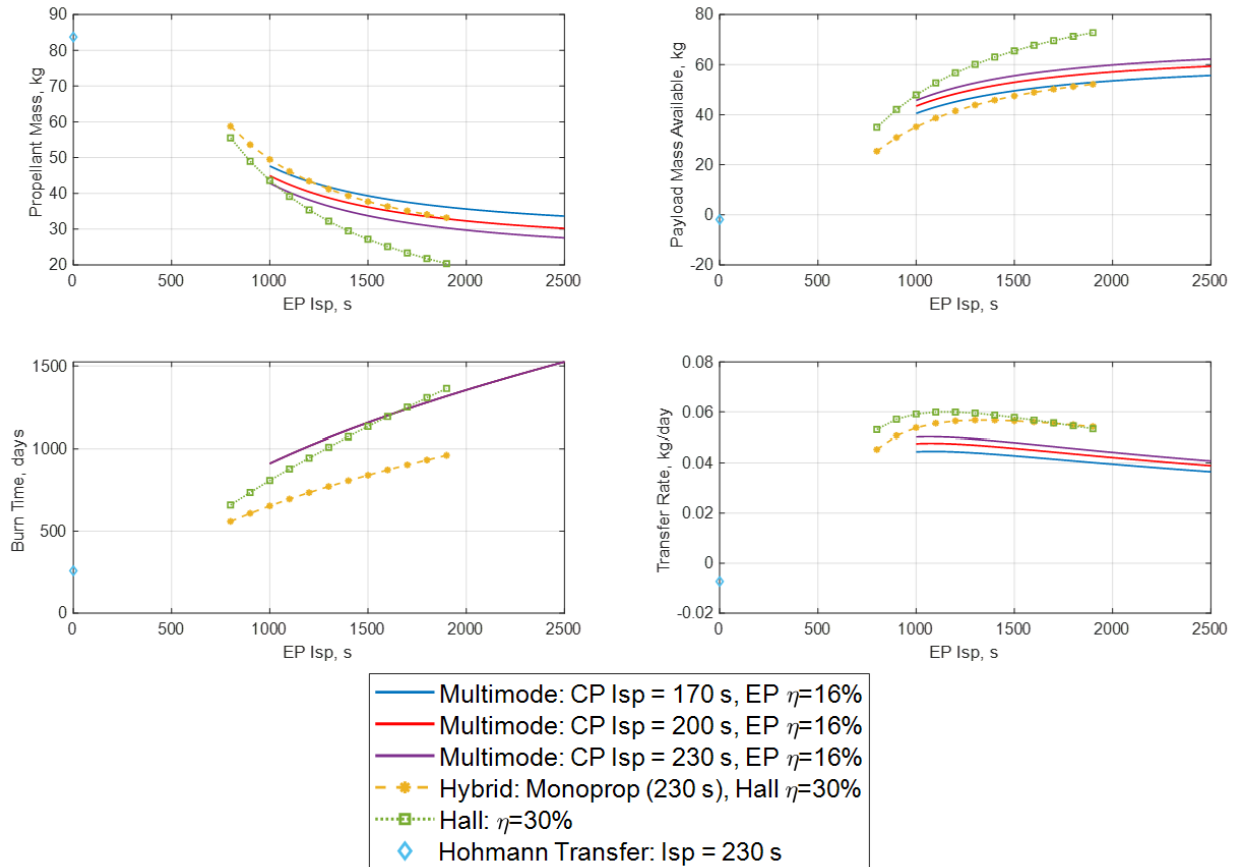 90
80
70
60
50
40
30
20
Propellant Mass, kg
0 500 1000 1500 2000 2500
EP Isp, s
80
60
40
20
0
-20
Payload Mass Available, kg
0 500 1000 1500 2000 2500
EP Isp, s
1500
1000
500
0
Burn Time, days
0 500 1000 1500 2000 2500
EP Isp, s
0.08
0.06
0.04
0.02
0
-0.02
Transfer Rate, kg/day
0 500 1000 1500 2000 2500
EP Isp, s
Multimode: CP Isp = 170 s, EP η=16%
Multimode: CP Isp = 200 s, EP η=16%
Multimode: CP Isp = 230 s, EP η=16%
Hybrid: Monoprop (230 s), Hall η=30%
Hall: η=30%
Hohmann Transfer: Isp = 230 s